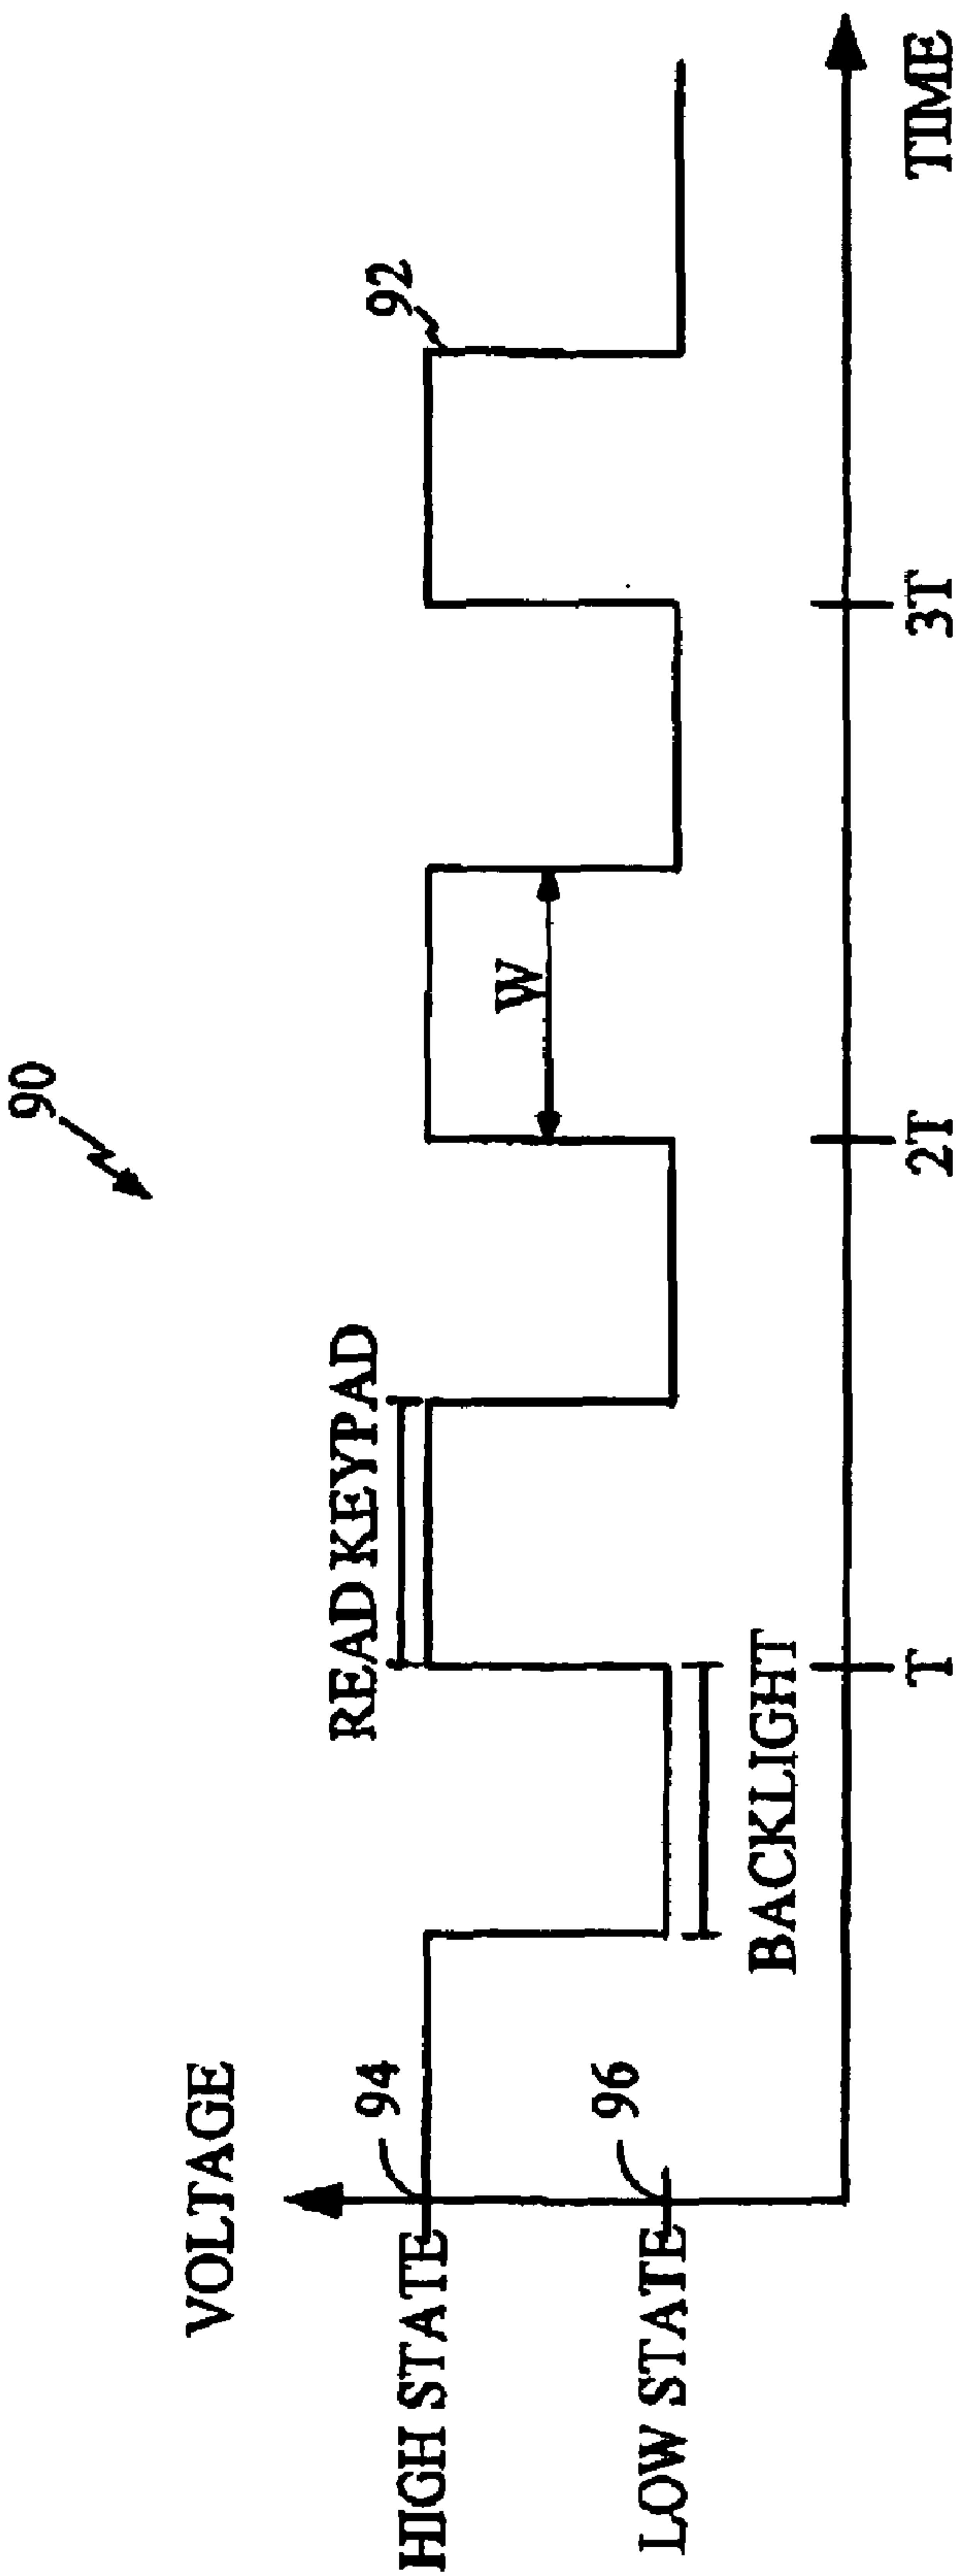 90
VOLTAGE
READ KEYPAD
92
HIGH STATE
94
W
LOW STATE
96
BACKLIGHT
T
2T
3T
TIME